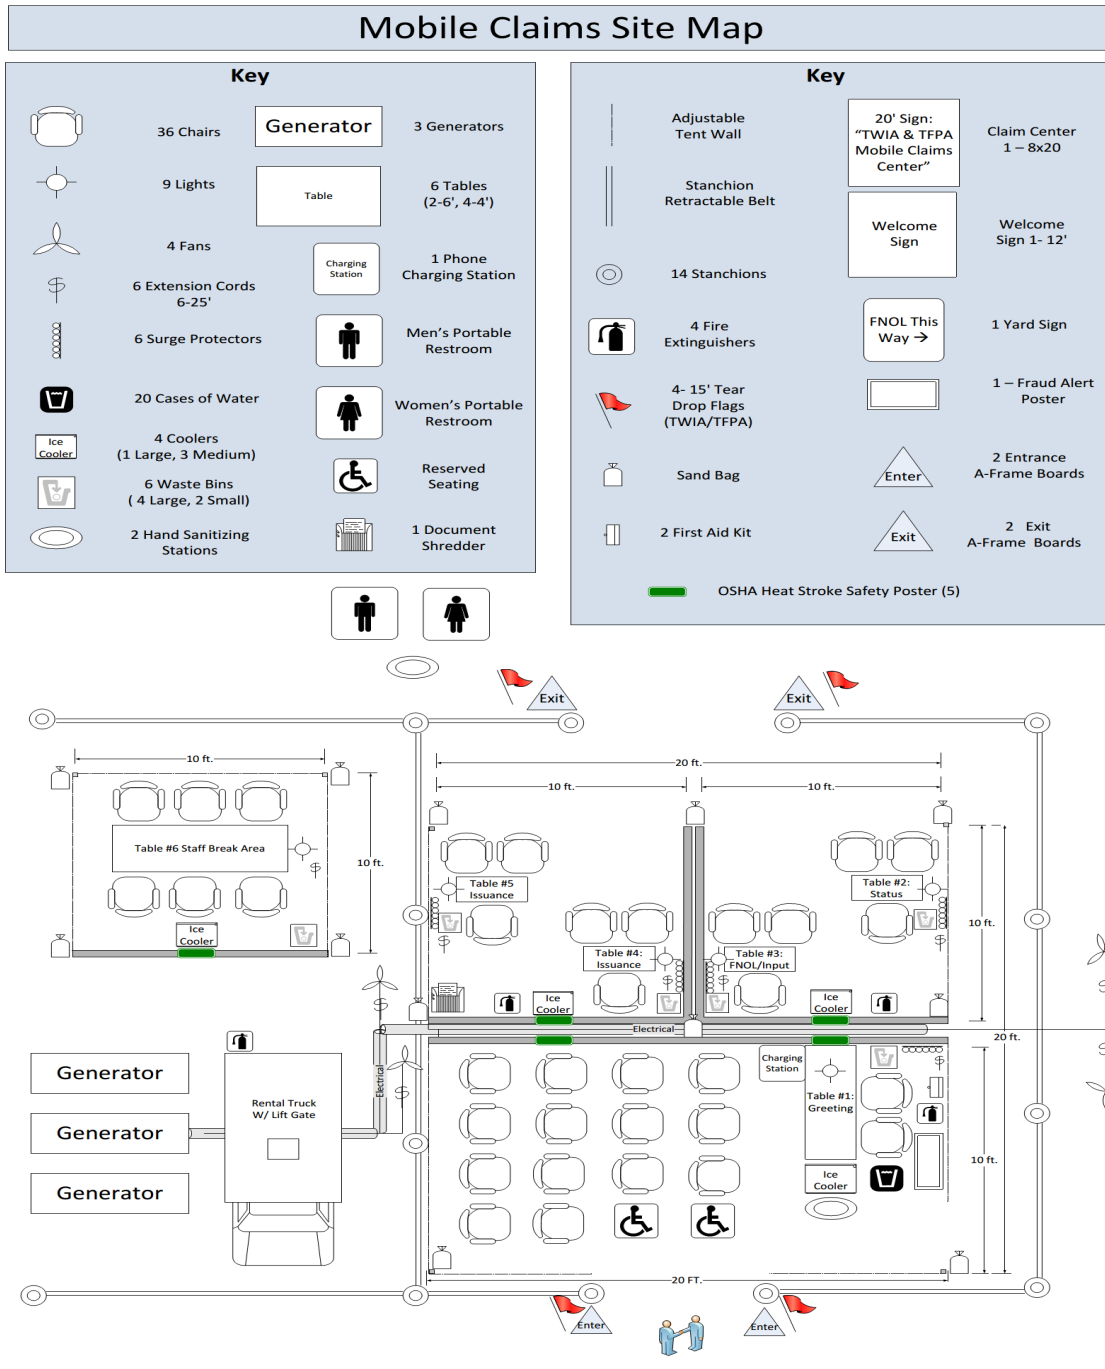 Mobile Claims Site Map
Key
36 Chairs
Generator
3 Generators
9 Lights
Table
6 Tables
(2-6', 4-4')
4 Fans
Charging
Station
1 Phone
Charging Station
6 Extension Cords
6-25'
6 Surge Protectors
Men's Portable
Restroom
20 Cases of Water
Women's Portable
Restroom
Ice
Cooler
4 Coolers
(1 Large, 3 Medium)
Reserved
Seating
6 Waste Bins
( 4 Large, 2 Small)
2 Hand Sanitizing
Stations
1 Document
Shredder
Key
Adjustable
Tent Wall
20' Sign:
“TWIA & TFPA
Mobile Claims
Center”
Claim Center
1 – 8x20
Stanchion
Retractable Belt
Welcome
Sign
Welcome
Sign 1- 12'
14 Stanchions
4 Fire
Extinguishers
FNOL This
Way →
1 Yard Sign
4- 15' Tear
Drop Flags
(TWIA/TFPA)
1 – Fraud Alert
Poster
Sand Bag
Enter
2 Entrance
A-Frame Boards
2 First Aid Kit
Exit
2 Exit
A-Frame Boards
OSHA Heat Stroke Safety Poster (5)
Exit
Exit
10 ft.
20 ft.
10 ft.
10 ft.
Table #6 Staff Break Area
10 ft.
Ice
Cooler
Table #5
Issuance
Table #2:
Status
10 ft.
Table #4:
Issuance
Table #3:
FNOL/Input
Ice
Cooler
Ice
Cooler
Electrical
20 ft.
Generator
Generator
Generator
Rental Truck
W/ Lift Gate
Electrical
Charging
Station
Table #1:
Greeting
10 ft.
Ice
Cooler
20 FT.
Enter
Enter